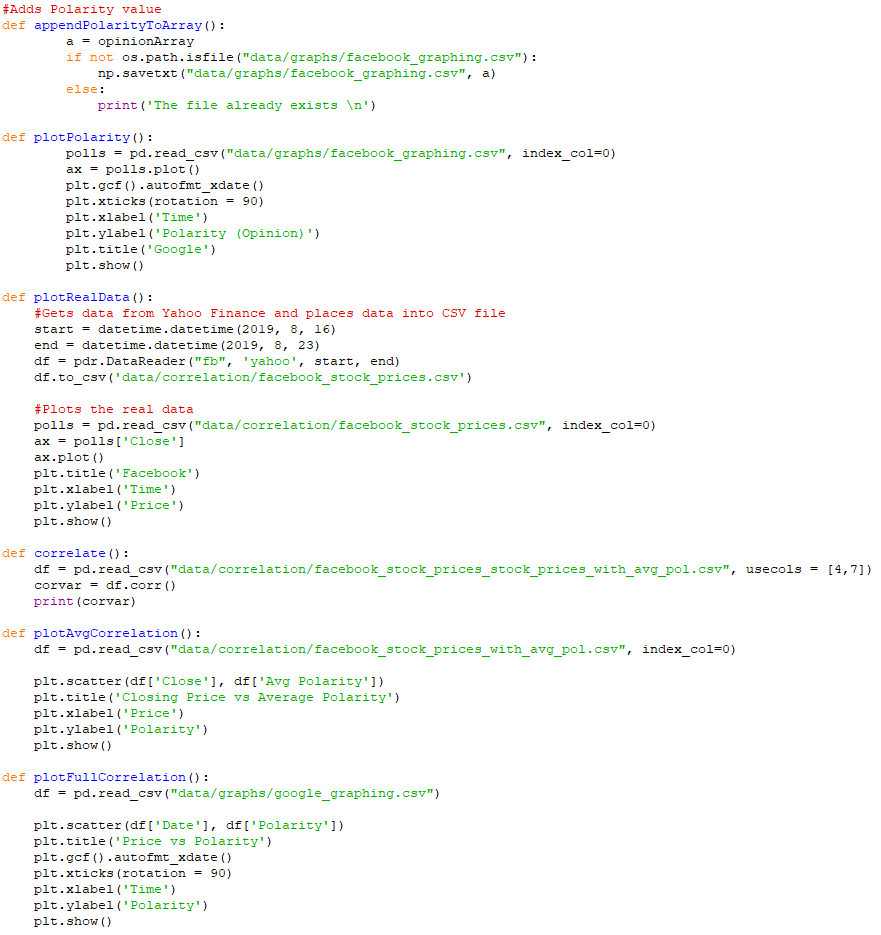 #Adds Polarity value
def appendPolarityToArray():
        a = opinionArray
        if not os.path.isfile("data/graphs/facebook_graphing.csv"):
            np.savetxt("data/graphs/facebook_graphing.csv", a)
        else:
            print('The file already exists \n')

def plotPolarity():
        polls = pd.read_csv("data/graphs/facebook_graphing.csv", index_col=0)
        ax = polls.plot()
        plt.gcf().autofmt_xdate()
        plt.xticks(rotation = 90)
        plt.xlabel('Time')
        plt.ylabel('Polarity (Opinion)')
        plt.title('Google')
        plt.show()

def plotRealData():
    #Gets data from Yahoo Finance and places data into CSV file
    start = datetime.datetime(2019, 8, 16)
    end = datetime.datetime(2019, 8, 23)
    df = pdr.DataReader("fb", 'yahoo', start, end)
    df.to_csv('data/correlation/facebook_stock_prices.csv')

    #Plots the real data
    polls = pd.read_csv("data/correlation/facebook_stock_prices.csv", index_col=0)
    ax = polls['Close']
    ax.plot()
    plt.title('Facebook')
    plt.xlabel('Time')
    plt.ylabel('Price')
    plt.show()

def correlate():
    df = pd.read_csv("data/correlation/facebook_stock_prices_stock_prices_with_avg_pol.csv", usecols = [4,7])
    corvar = df.corr()
    print(corvar)

def plotAvgCorrelation():
    df = pd.read_csv("data/correlation/facebook_stock_prices_with_avg_pol.csv", index_col=0)

    plt.scatter(df['Close'], df['Avg Polarity'])
    plt.title('Closing Price vs Average Polarity')
    plt.xlabel('Price')
    plt.ylabel('Polarity')
    plt.show()

def plotFullCorrelation():
    df = pd.read_csv("data/graphs/google_graphing.csv")

    plt.scatter(df['Date'], df['Polarity'])
    plt.title('Price vs Polarity')
    plt.gcf().autofmt_xdate()
    plt.xticks(rotation = 90)
    plt.xlabel('Time')
    plt.ylabel('Polarity')
    plt.show()